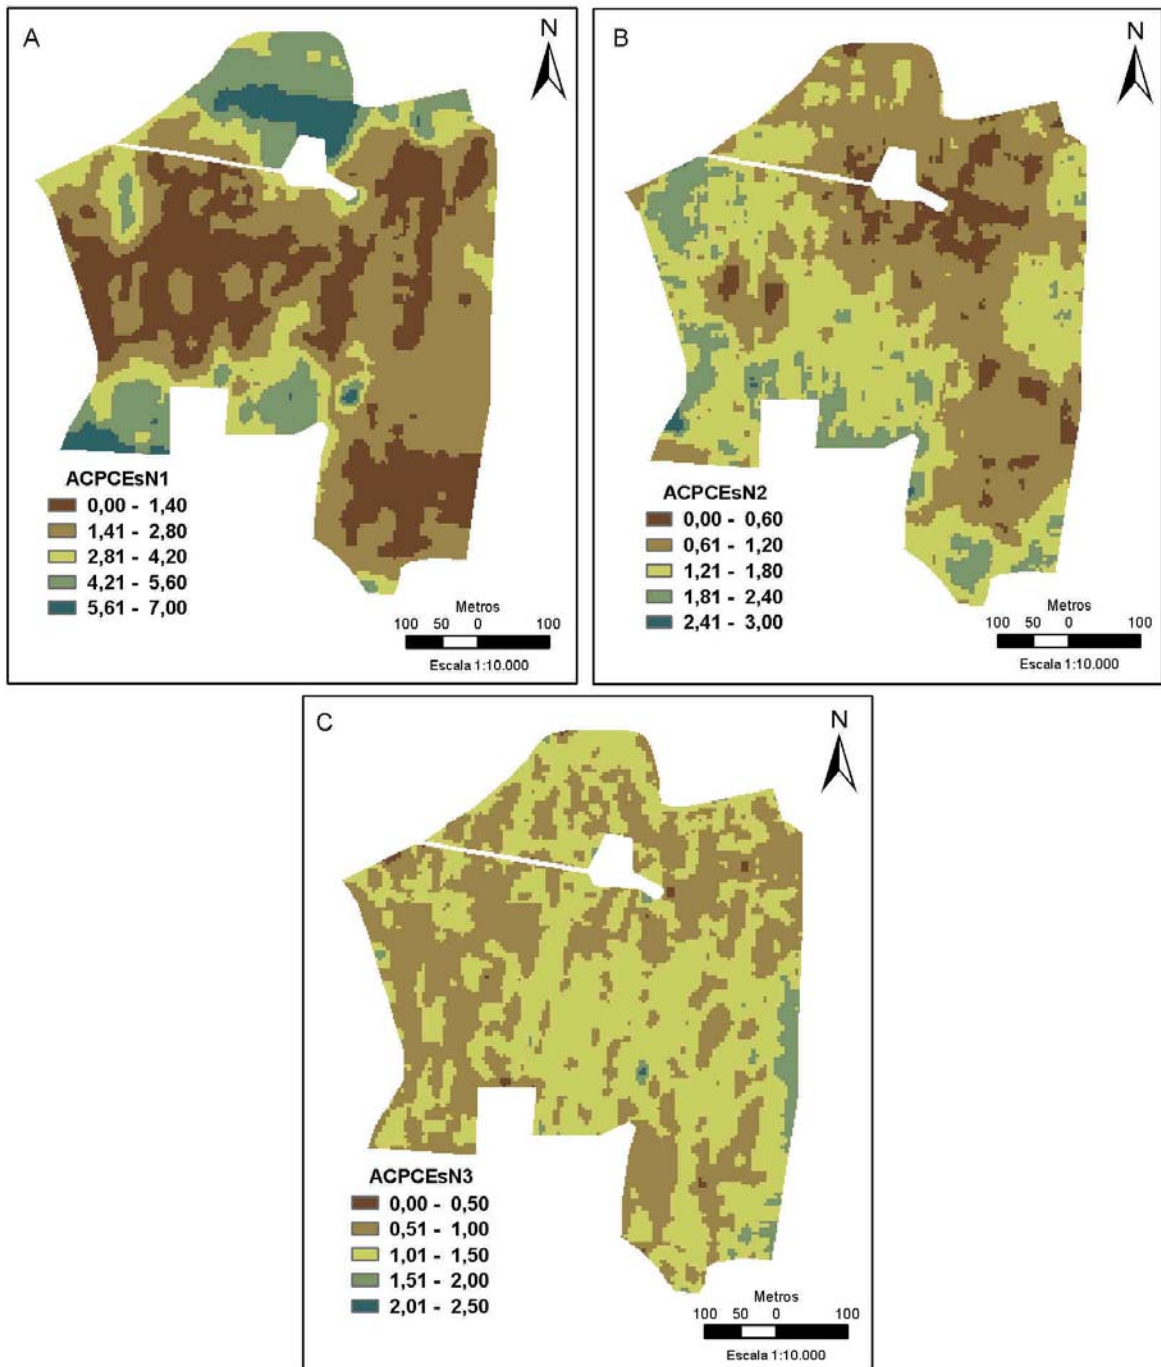 A
N
ACPCEsN1
0,00 - 1,40
1,41 - 2,80
2,81 - 4,20
4,21 - 5,60
5,61 - 7,00
Metros
100 50 0 100
Escala 1:10.000
B
N
ACPCEsN2
0,00 - 0,60
0,61 - 1,20
1,21 - 1,80
1,81 - 2,40
2,41 - 3,00
Metros
100 50 0 100
Escala 1:10.000
C
N
ACPCEsN3
0,00 - 0,50
0,51 - 1,00
1,01 - 1,50
1,51 - 2,00
2,01 - 2,50
Metros
100 50 0 100
Escala 1:10.000